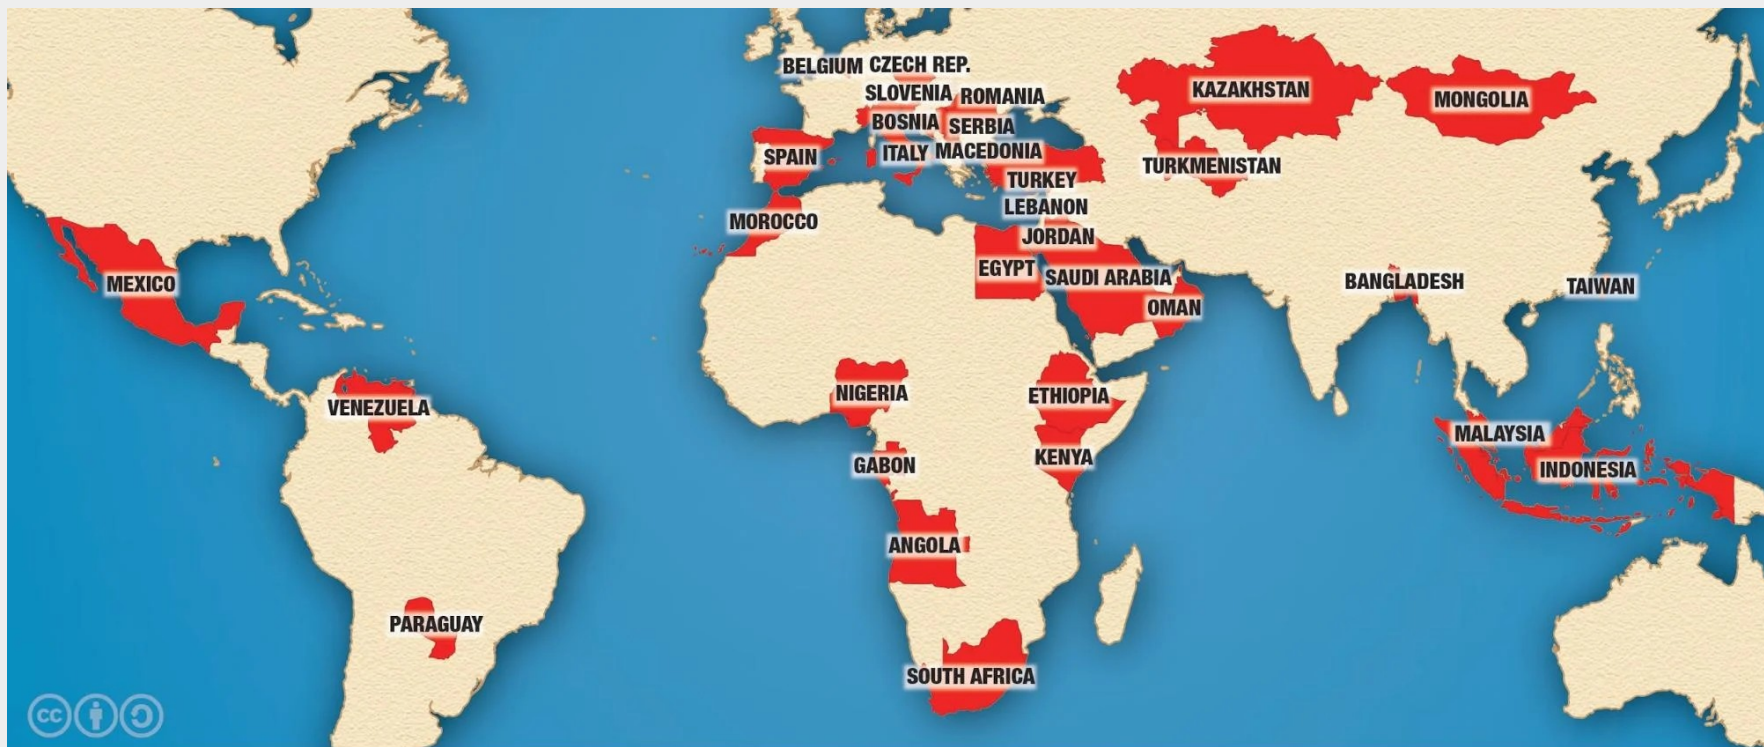 BELGIUM
CZECH REP.
SLOVENIA
ROMANIA
BOSNIA
SERBIA
ITALY
MACEDONIA
SPAIN
TURKEY
LEBANON
MOROCCO
JORDAN
EGYPT
SAUDI ARABIA
OMAN
KAZAKHSTAN
MONGOLIA
TURKMENISTAN
BANGLADESH
TAIWAN
MEXICO
VENEZUELA
NIGERIA
ETHIOPIA
GABON
KENYA
MALAYSIA
INDONESIA
ANGOLA
PARAGUAY
SOUTH AFRICA
cc